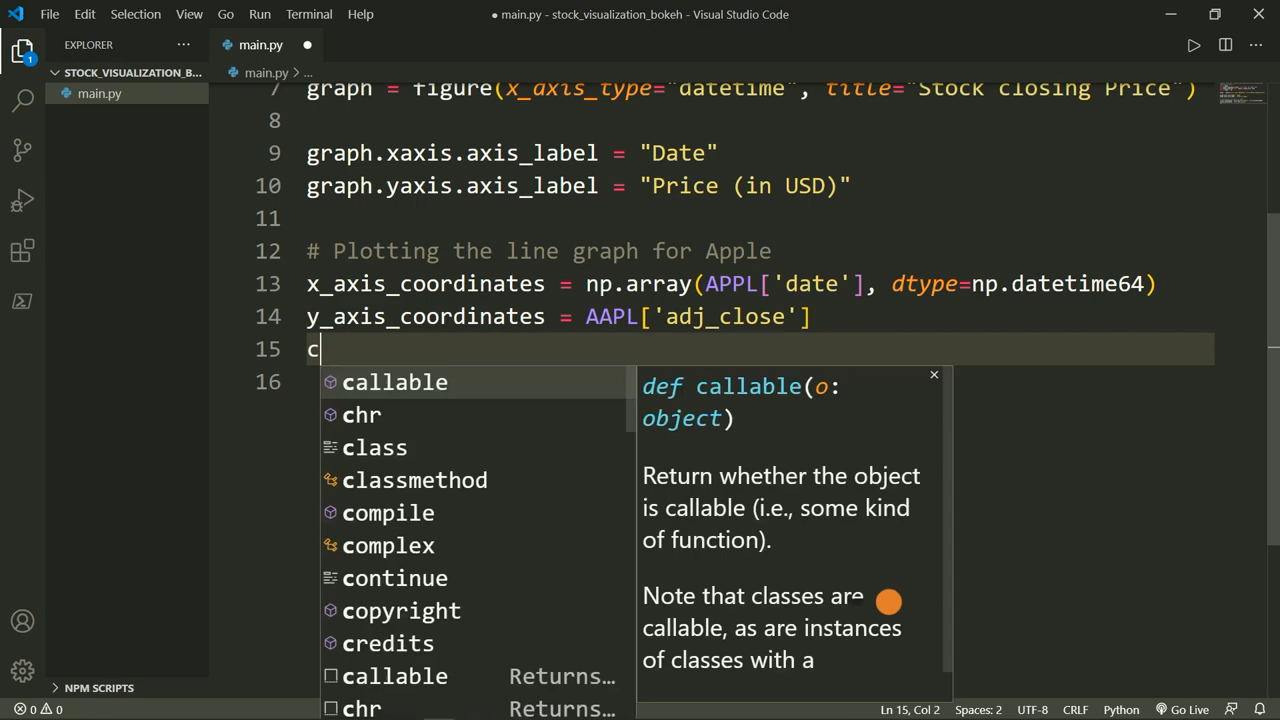 File Edit Selection View Go Run Terminal Help
● main.py - stock_visualization_bokeh - Visual Studio Code
EXPLORER ···
main.py ●
1
STOCK_VISUALIZATION_B...
main.py > ...
main.py
7 graph = figure(x_axis_type="datetime", title="Stock closing Price")
8
9 graph.xaxis.axis_label = "Date"
10 graph.yaxis.axis_label = "Price (in USD)"
11
12 # Plotting the line graph for Apple
13 x_axis_coordinates = np.array(APPL['date'], dtype=np.datetime64)
14 y_axis_coordinates = AAPL['adj_close']
15 c
16
callable
chr
class
classmethod
compile
complex
continue
copyright
credits
callable Returns…
chr Returns…
def callable(o:
object)
Return whether the object
is callable (i.e., some kind
of function).
Note that classes are
callable, as are instances
of classes with a
NPM SCRIPTS
0 0
Ln 15, Col 2 Spaces: 2 UTF-8 CRLF Python Go Live